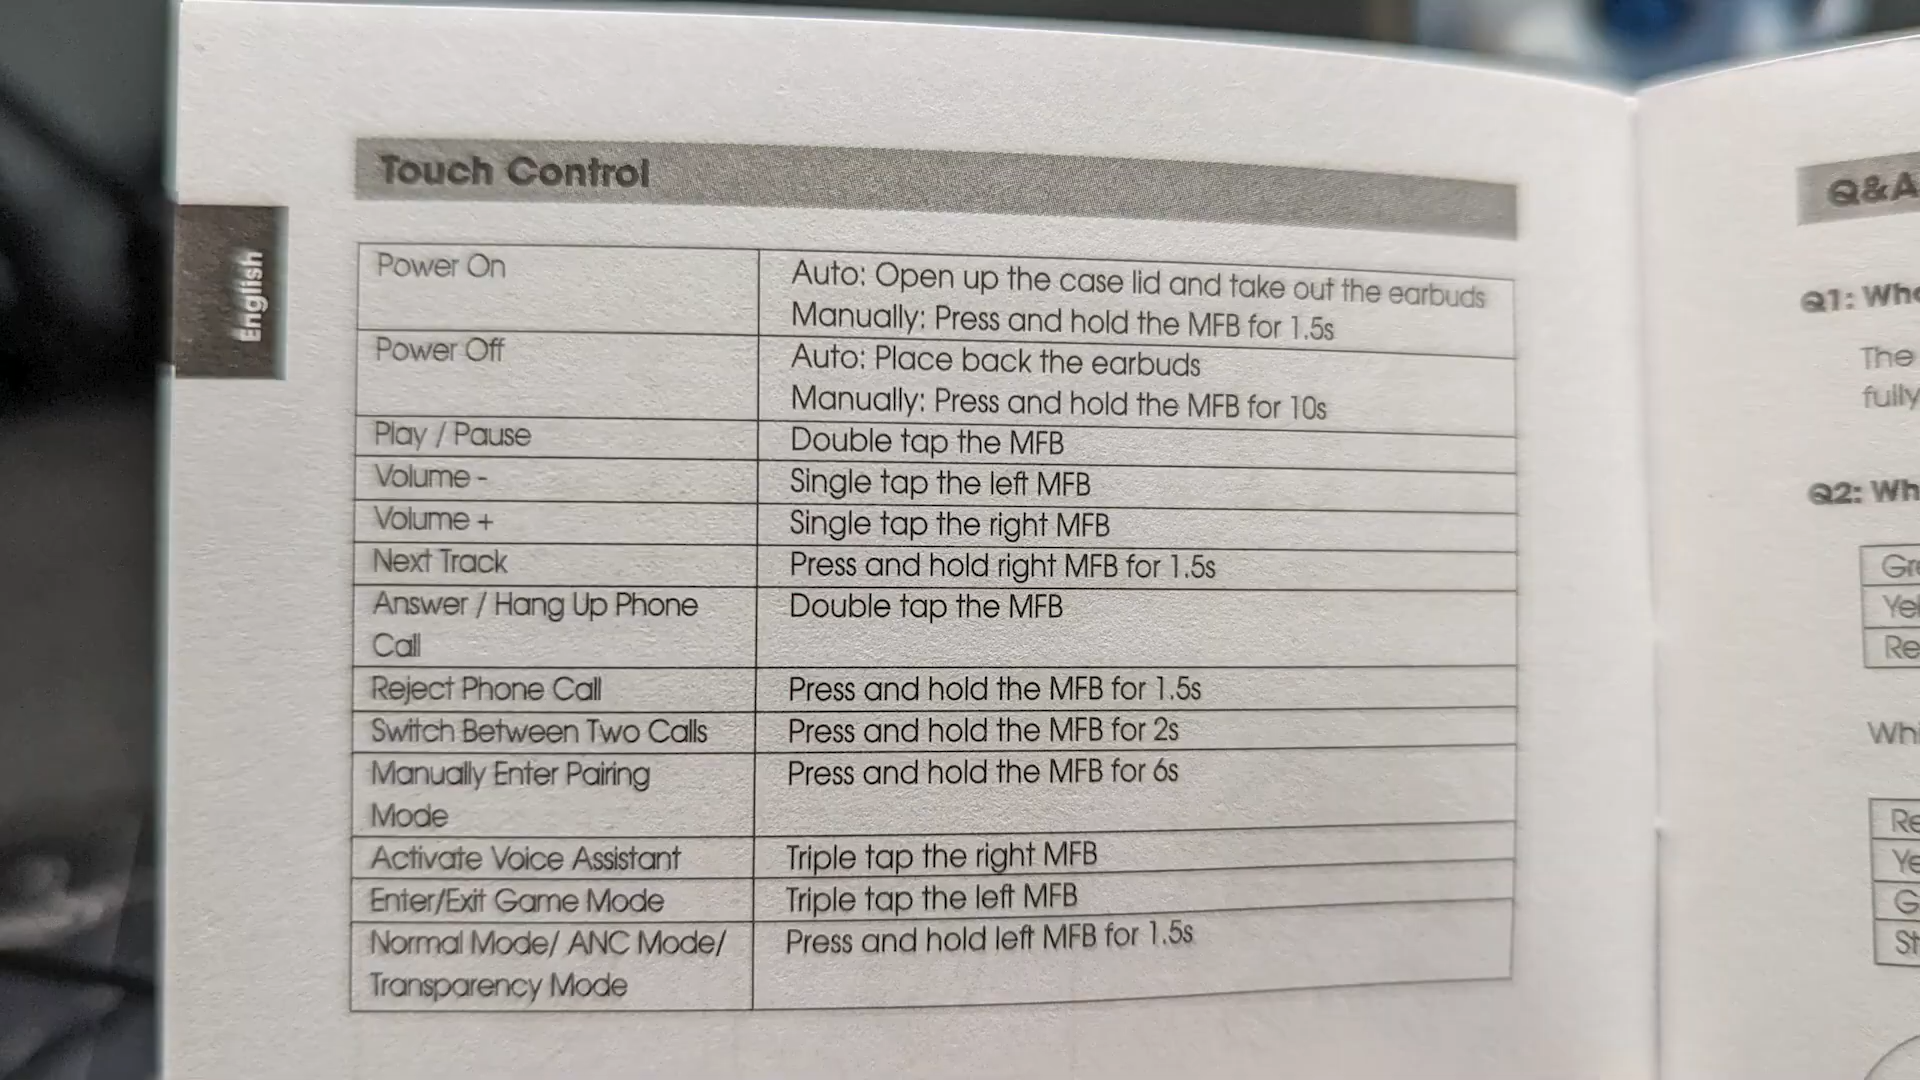 Touch Control
English
Power On
Auto: Open up the case lid and take out the earbuds
Manually: Press and hold the MFB for 1.5s
Power Off
Auto: Place back the earbuds
Manually: Press and hold the MFB for 10s
Play / Pause
Double tap the MFB
Volume -
Single tap the left MFB
Volume +
Single tap the right MFB
Next Track
Press and hold right MFB for 1.5s
Answer / Hang Up Phone
Call
Double tap the MFB
Reject Phone Call
Press and hold the MFB for 1.5s
Switch Between Two Calls
Press and hold the MFB for 2s
Manually Enter Pairing
Mode
Press and hold the MFB for 6s
Activate Voice Assistant
Triple tap the right MFB
Enter/Exit Game Mode
Triple tap the left MFB
Normal Mode/ ANC Mode/
Transparency Mode
Press and hold left MFB for 1.5s
Q&A
Q1:
The
fully
Q2: